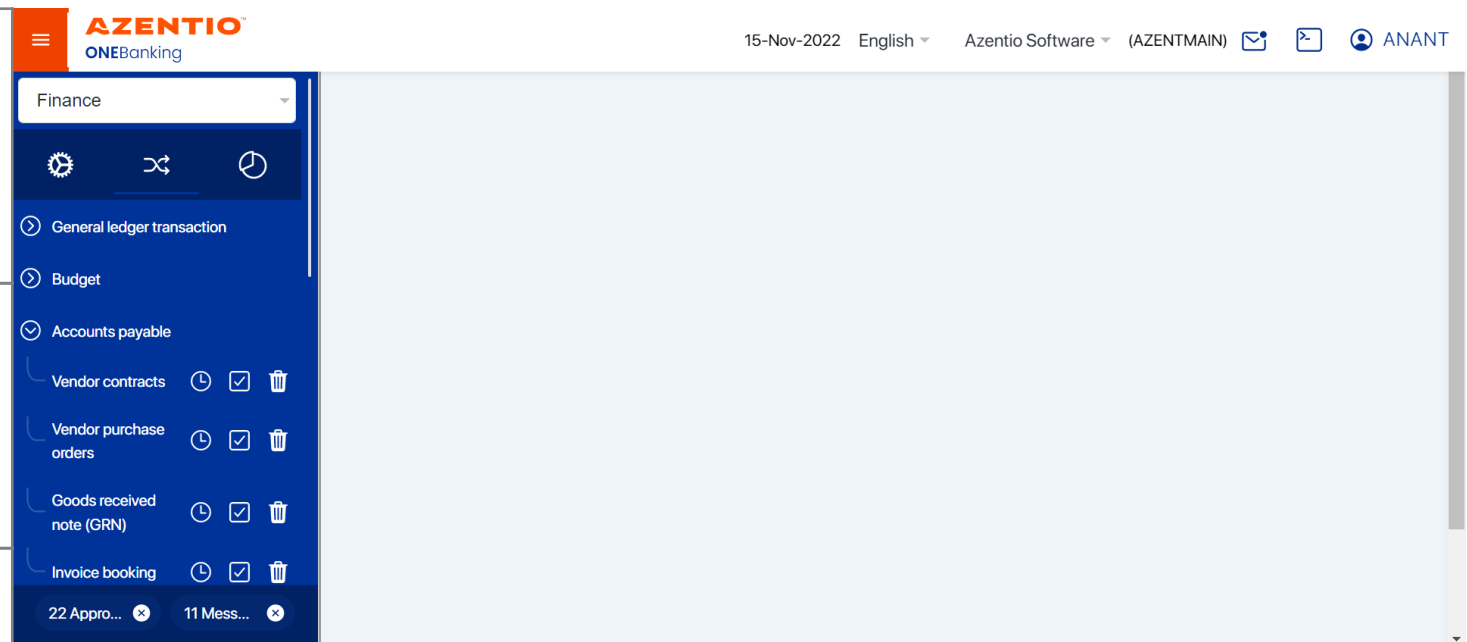 AZENTIO™
ONEBanking
15-Nov-2022 English Azentio Software (AZENTMAIN) ANANT
Finance
General ledger transaction
Budget
Accounts payable
Vendor contracts
Vendor purchase
orders
Goods received
note (GRN)
Invoice booking
22 Appro... 11 Mess...